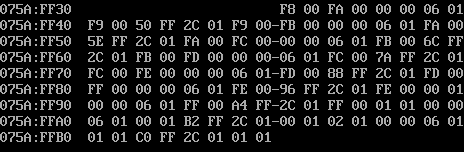 075A:FF30 F8 00 FA 00 00 00 06 01
075A:FF40 F9 00 50 FF 2C 01 F9 00-FB 00 00 00 06 01 FA 00
075A:FF50 5E FF 2C 01 FA 00 FC 00-00 00 06 01 FB 00 6C FF
075A:FF60 2C 01 FB 00 FD 00 00 00-06 01 FC 00 7A FF 2C 01
075A:FF70 FC 00 FE 00 00 00 06 01-FD 00 88 FF 2C 01 FD 00
075A:FF80 FF 00 00 00 06 01 FE 00-96 FF 2C 01 FE 00 00 01
075A:FF90 00 00 06 01 FF 00 A4 FF-2C 01 FF 00 01 01 00 00
075A:FFA0 06 01 00 01 B2 FF 2C 01-00 01 02 01 00 00 06 01
075A:FFB0 01 01 C0 FF 2C 01 01 01